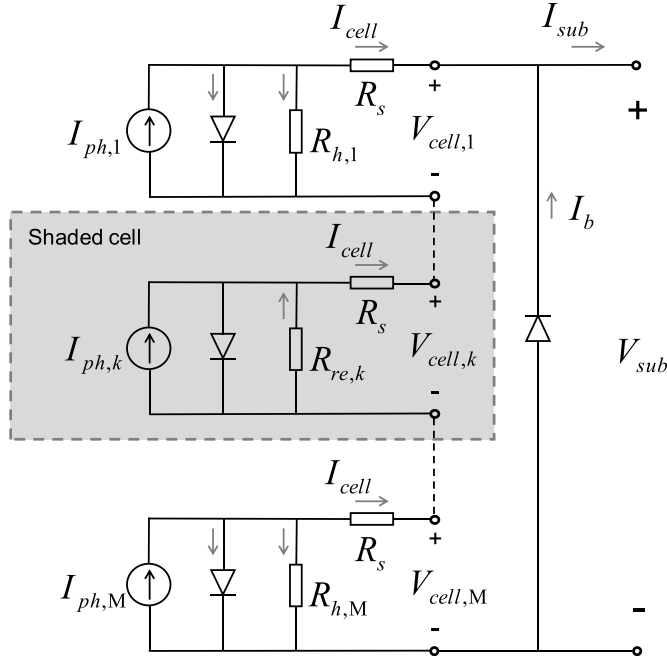 I_cell
I_sub
+
R_s
+
I_ph,1
R_h,1
V_cell,1
-
I_b
Shaded cell
I_cell
+
R_s
I_ph,k
R_re,k
V_cell,k
V_sub
-
I_cell
+
R_s
I_ph,M
R_h,M
V_cell,M
-
-